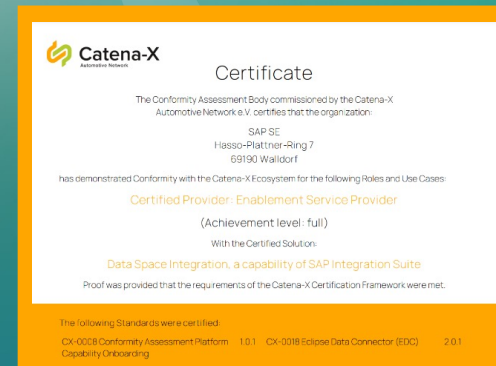 Catena-X
Automotive Network
Certificate
The Conformity Assessment Body commissioned by the Catena-X
Automotive Network e.V. certifies that the organization:
SAP SE
Hasso-Plattner-Ring 7
69190 Walldorf
has demonstrated Conformity with the Catena-X Ecosystem for the following Roles and Use Cases:
Certified Provider: Enablement Service Provider
(Achievement level: full)
With the Certified Solution:
Data Space Integration, a capability of SAP Integration Suite
Proof was provided that the requirements of the Catena-X Certification Framework were met.
The following Standards were certified:
CX-0008 Conformity Assessment Platform 1.0.1 CX-0018 Eclipse Data Connector (EDC) 2.0.1
Capability Onboarding